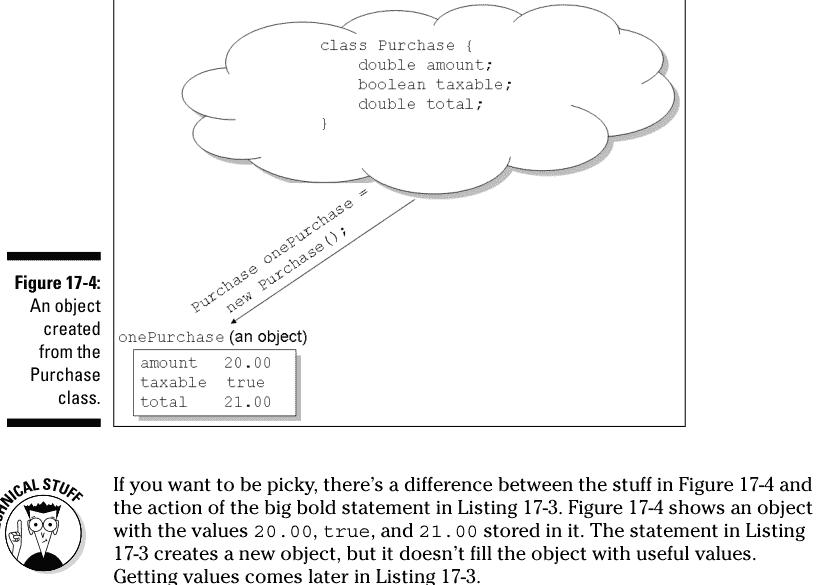 class Purchase {
double amount;
boolean taxable;
double total;
}
Purchase onePurchase =
new Purchase();
Figure 17-4:
An object
created
from the
Purchase
class.
onePurchase (an object)
amount 20.00
taxable true
total 21.00
If you want to be picky, there's a difference between the stuff in Figure 17-4 and
the action of the big bold statement in Listing 17-3. Figure 17-4 shows an object
with the values 20.00, true, and 21.00 stored in it. The statement in Listing
17-3 creates a new object, but it doesn't fill the object with useful values.
Getting values comes later in Listing 17-3.
STUFF